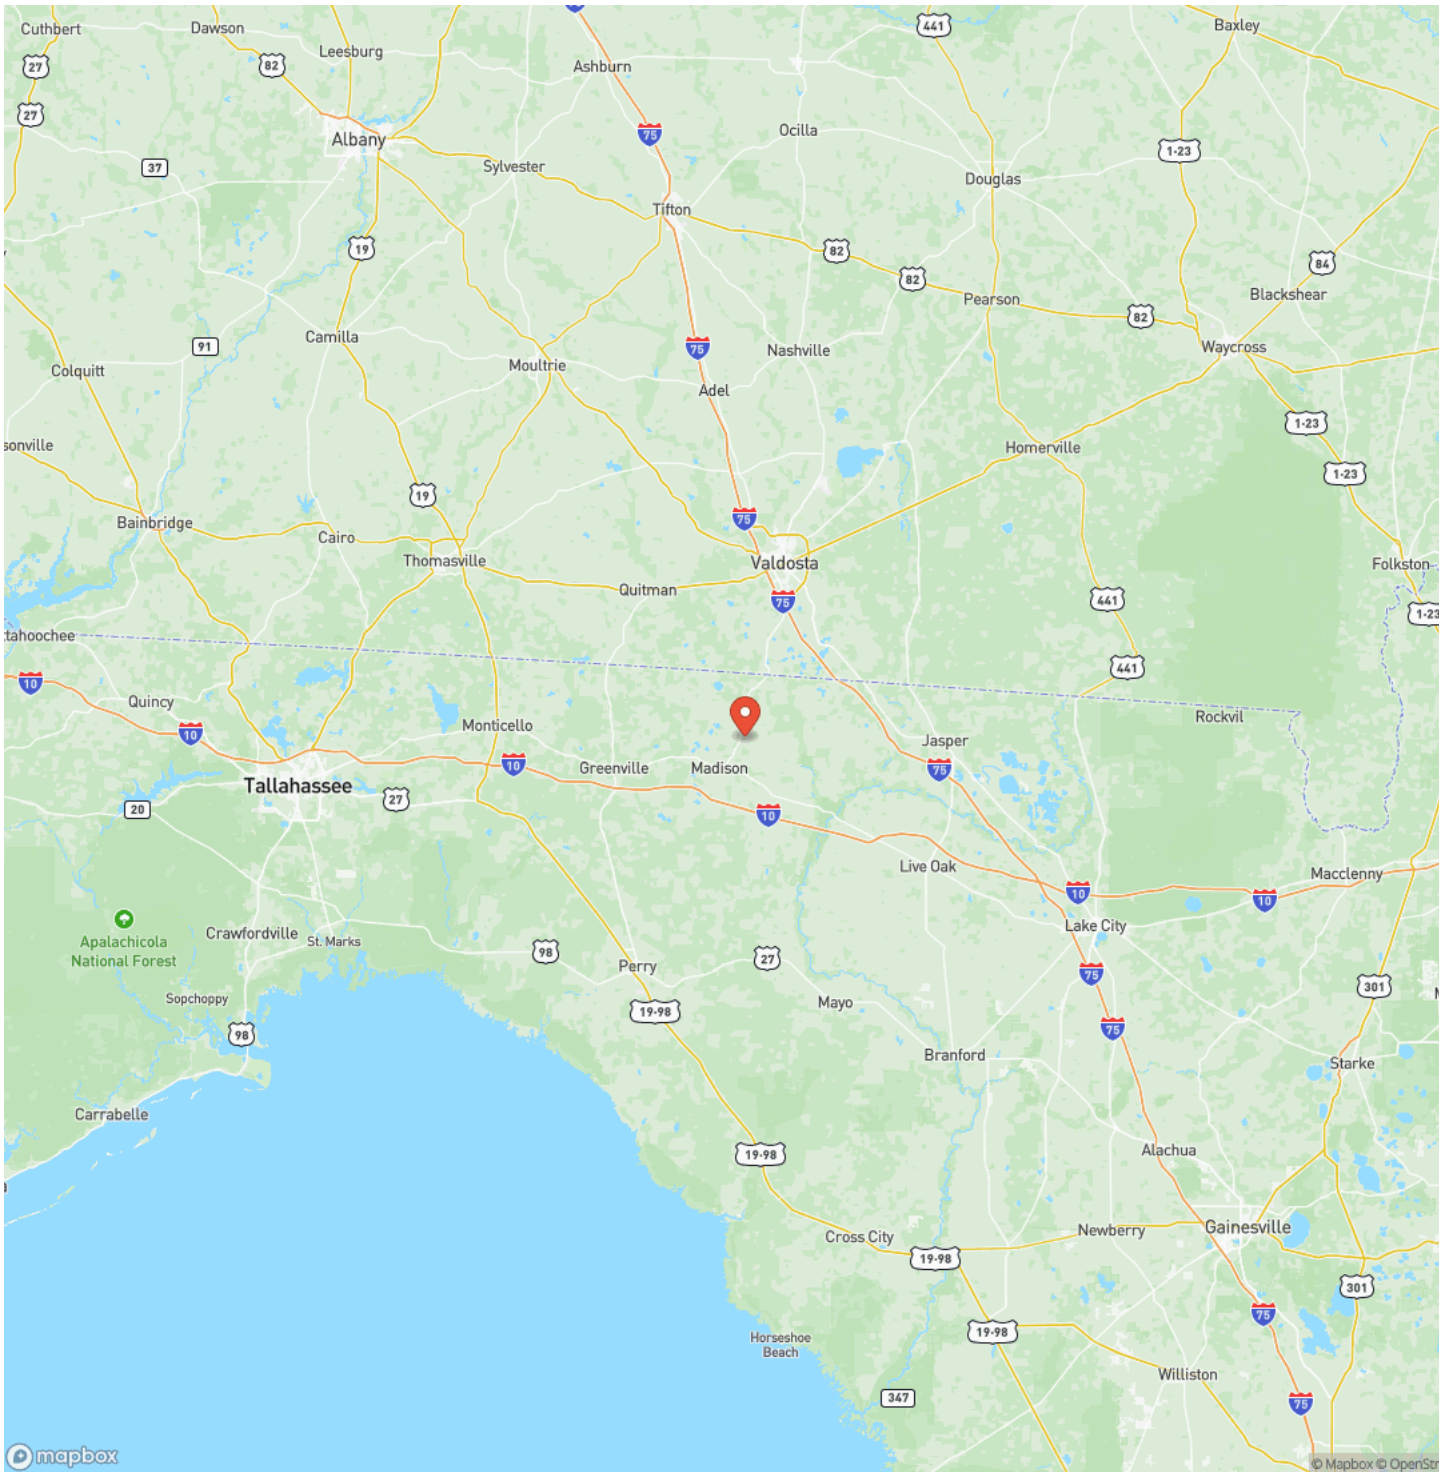 Cuthbert
Dawson
Leesburg
Ashburn
441
Baxley
27
82
27
75
Albany
Ocilla
1-23
37
Sylvester
Douglas
Tifton
19
82
84
82
Pearson
Blackshear
82
Camilla
91
75
Nashville
Waycross
Colquitt
Moultrie
Adel
1-23
sonville
Homerville
1-23
19
75
Bainbridge
Cairo
Thomasville
Valdosta
Folkston
Quitman
75
441
1-23
tahoochee
441
10
Quincy
Rockvil
Monticello
10
Jasper
10
Greenville
Madison
75
Tallahassee
27
20
10
Live Oak
Macclenny
10
10
Apalachicola
National Forest
Crawfordville
St. Marks
Lake City
98
27
Perry
75
301
Sopchoppy
Mayo
19-98
98
75
Branford
Starke
Carrabelle
19-98
Alachua
a
Cross City
Newberry
Gainesville
19-98
301
75
Horseshoe
Beach
19-98
Williston
347
75
mapbox
© Mapbox © OpenStr